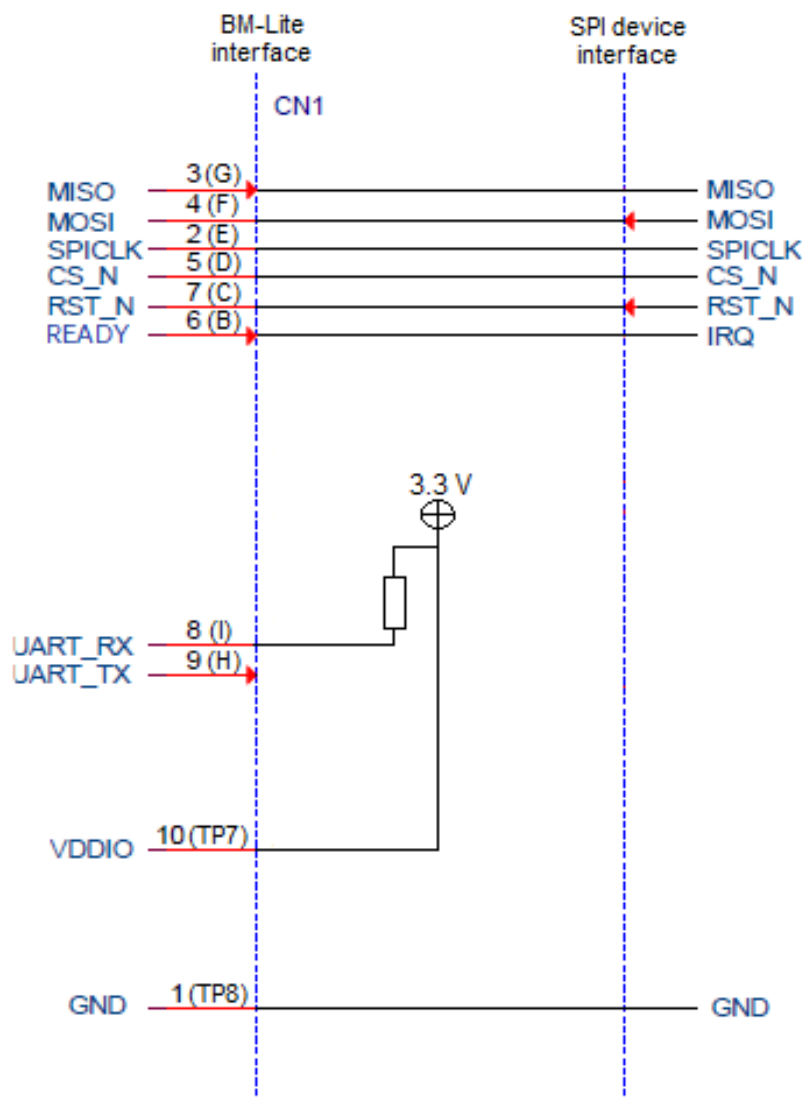 BM-Lite
interface
SPI device
interface
CN1
MISO 3 (G) MISO
MOSI 4 (F) MOSI
SPICLK 2 (E) SPICLK
CS_N 5 (D) CS_N
RST_N 7 (C) RST_N
READY 6 (B) IRQ
3.3 V
UART_RX 8 (I)
UART_TX 9 (H)
VDDIO 10 (TP7)
GND 1 (TP8) GND